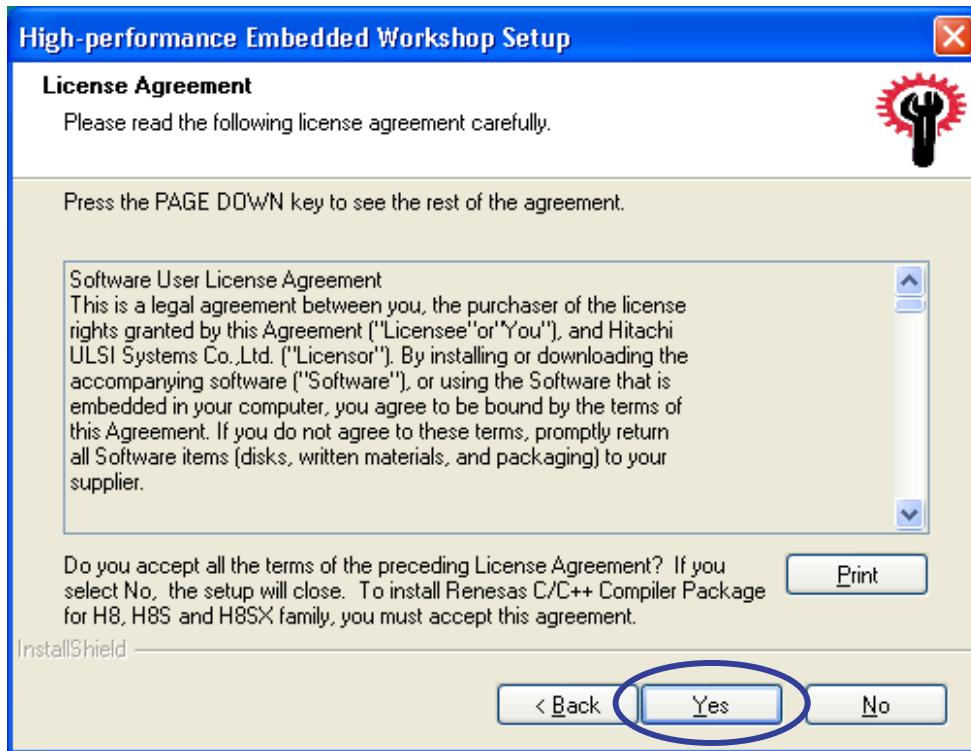 High-performance Embedded Workshop Setup
License Agreement
Please read the following license agreement carefully.
Press the PAGE DOWN key to see the rest of the agreement.
Software User License Agreement
This is a legal agreement between you, the purchaser of the license
rights granted by this Agreement ("Licensee"or"You"), and Hitachi
ULSI Systems Co.,Ltd. ("Licensor"). By installing or downloading the
accompanying software ("Software"), or using the Software that is
embedded in your computer, you agree to be bound by the terms of
this Agreement. If you do not agree to these terms, promptly return
all Software items (disks, written materials, and packaging) to your
supplier.
Do you accept all the terms of the preceding License Agreement?  If you
select No,  the setup will close.  To install Renesas C/C++ Compiler Package
for H8, H8S and H8SX family, you must accept this agreement.
Print
InstallShield
< Back
Yes
No